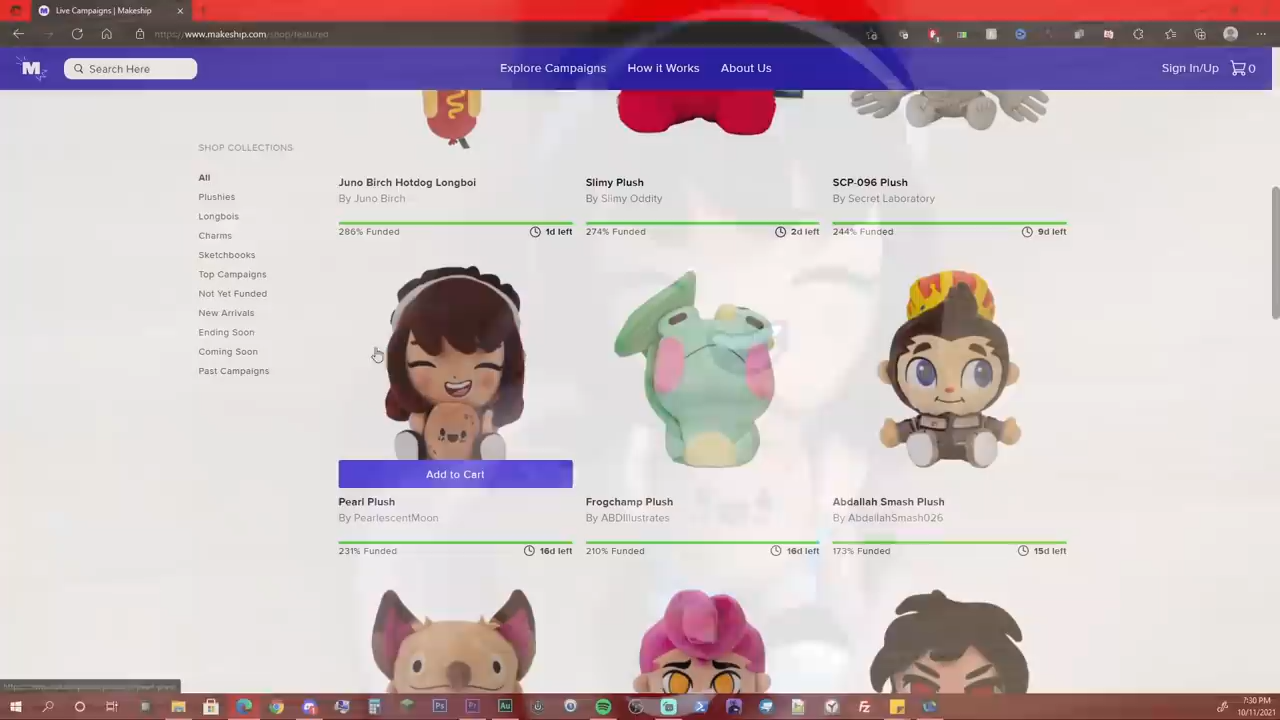 Live Campaigns | Makeship
https://www.makeship.com/shop/featured
M
Search Here
Explore Campaigns
How it Works
About Us
Sign In/Up
0
SHOP COLLECTIONS
All
Plushies
Longbois
Charms
Sketchbooks
Top Campaigns
Not Yet Funded
New Arrivals
Ending Soon
Coming Soon
Past Campaigns
Juno Birch Hotdog Longboi
By Juno Birch
286% Funded
1d left
Slimy Plush
By Slimy Oddity
274% Funded
2d left
SCP-096 Plush
By Secret Laboratory
244% Funded
9d left
Add to Cart
Pearl Plush
By PearlescentMoon
231% Funded
16d left
Frogchamp Plush
By ABDIllustrates
210% Funded
16d left
Abdallah Smash Plush
By AbdallahSmash026
173% Funded
15d left
Ps
Pr
Au
Fz
7:30 PM
10/11/2021